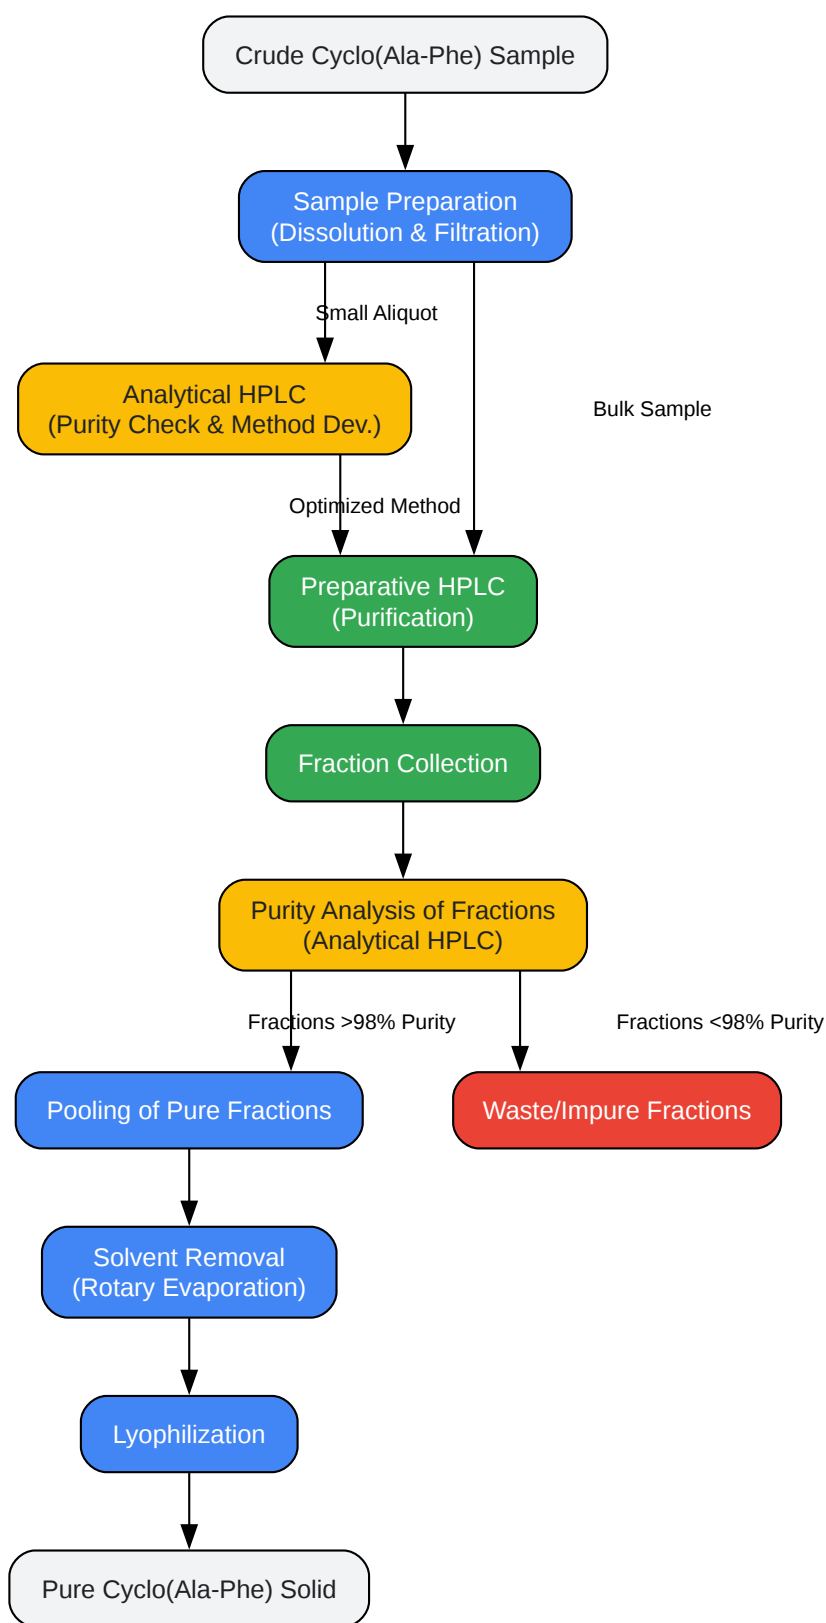 Crude Cyclo(Ala-Phe) Sample
Sample Preparation
(Dissolution & Filtration)
Small Aliquot
Analytical HPLC
(Purity Check & Method Dev.)
Bulk Sample
Optimized Method
Preparative HPLC
(Purification)
Fraction Collection
Purity Analysis of Fractions
(Analytical HPLC)
Fractions >98% Purity
Fractions <98% Purity
Pooling of Pure Fractions
Waste/Impure Fractions
Solvent Removal
(Rotary Evaporation)
Lyophilization
Pure Cyclo(Ala-Phe) Solid